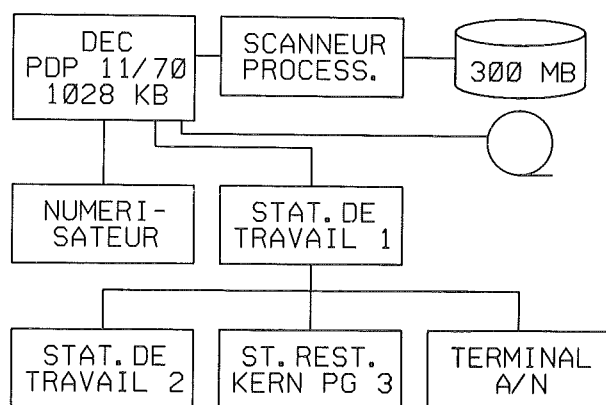 DEC
PDP 11/70
1028 KB
SCANNEUR
PROCESS.
300 MB
NUMERI-
SATEUR
STAT. DE
TRAVAIL 1
STAT. DE
TRAVAIL 2
ST. REST.
KERN PG 3
TERMINAL
A/N